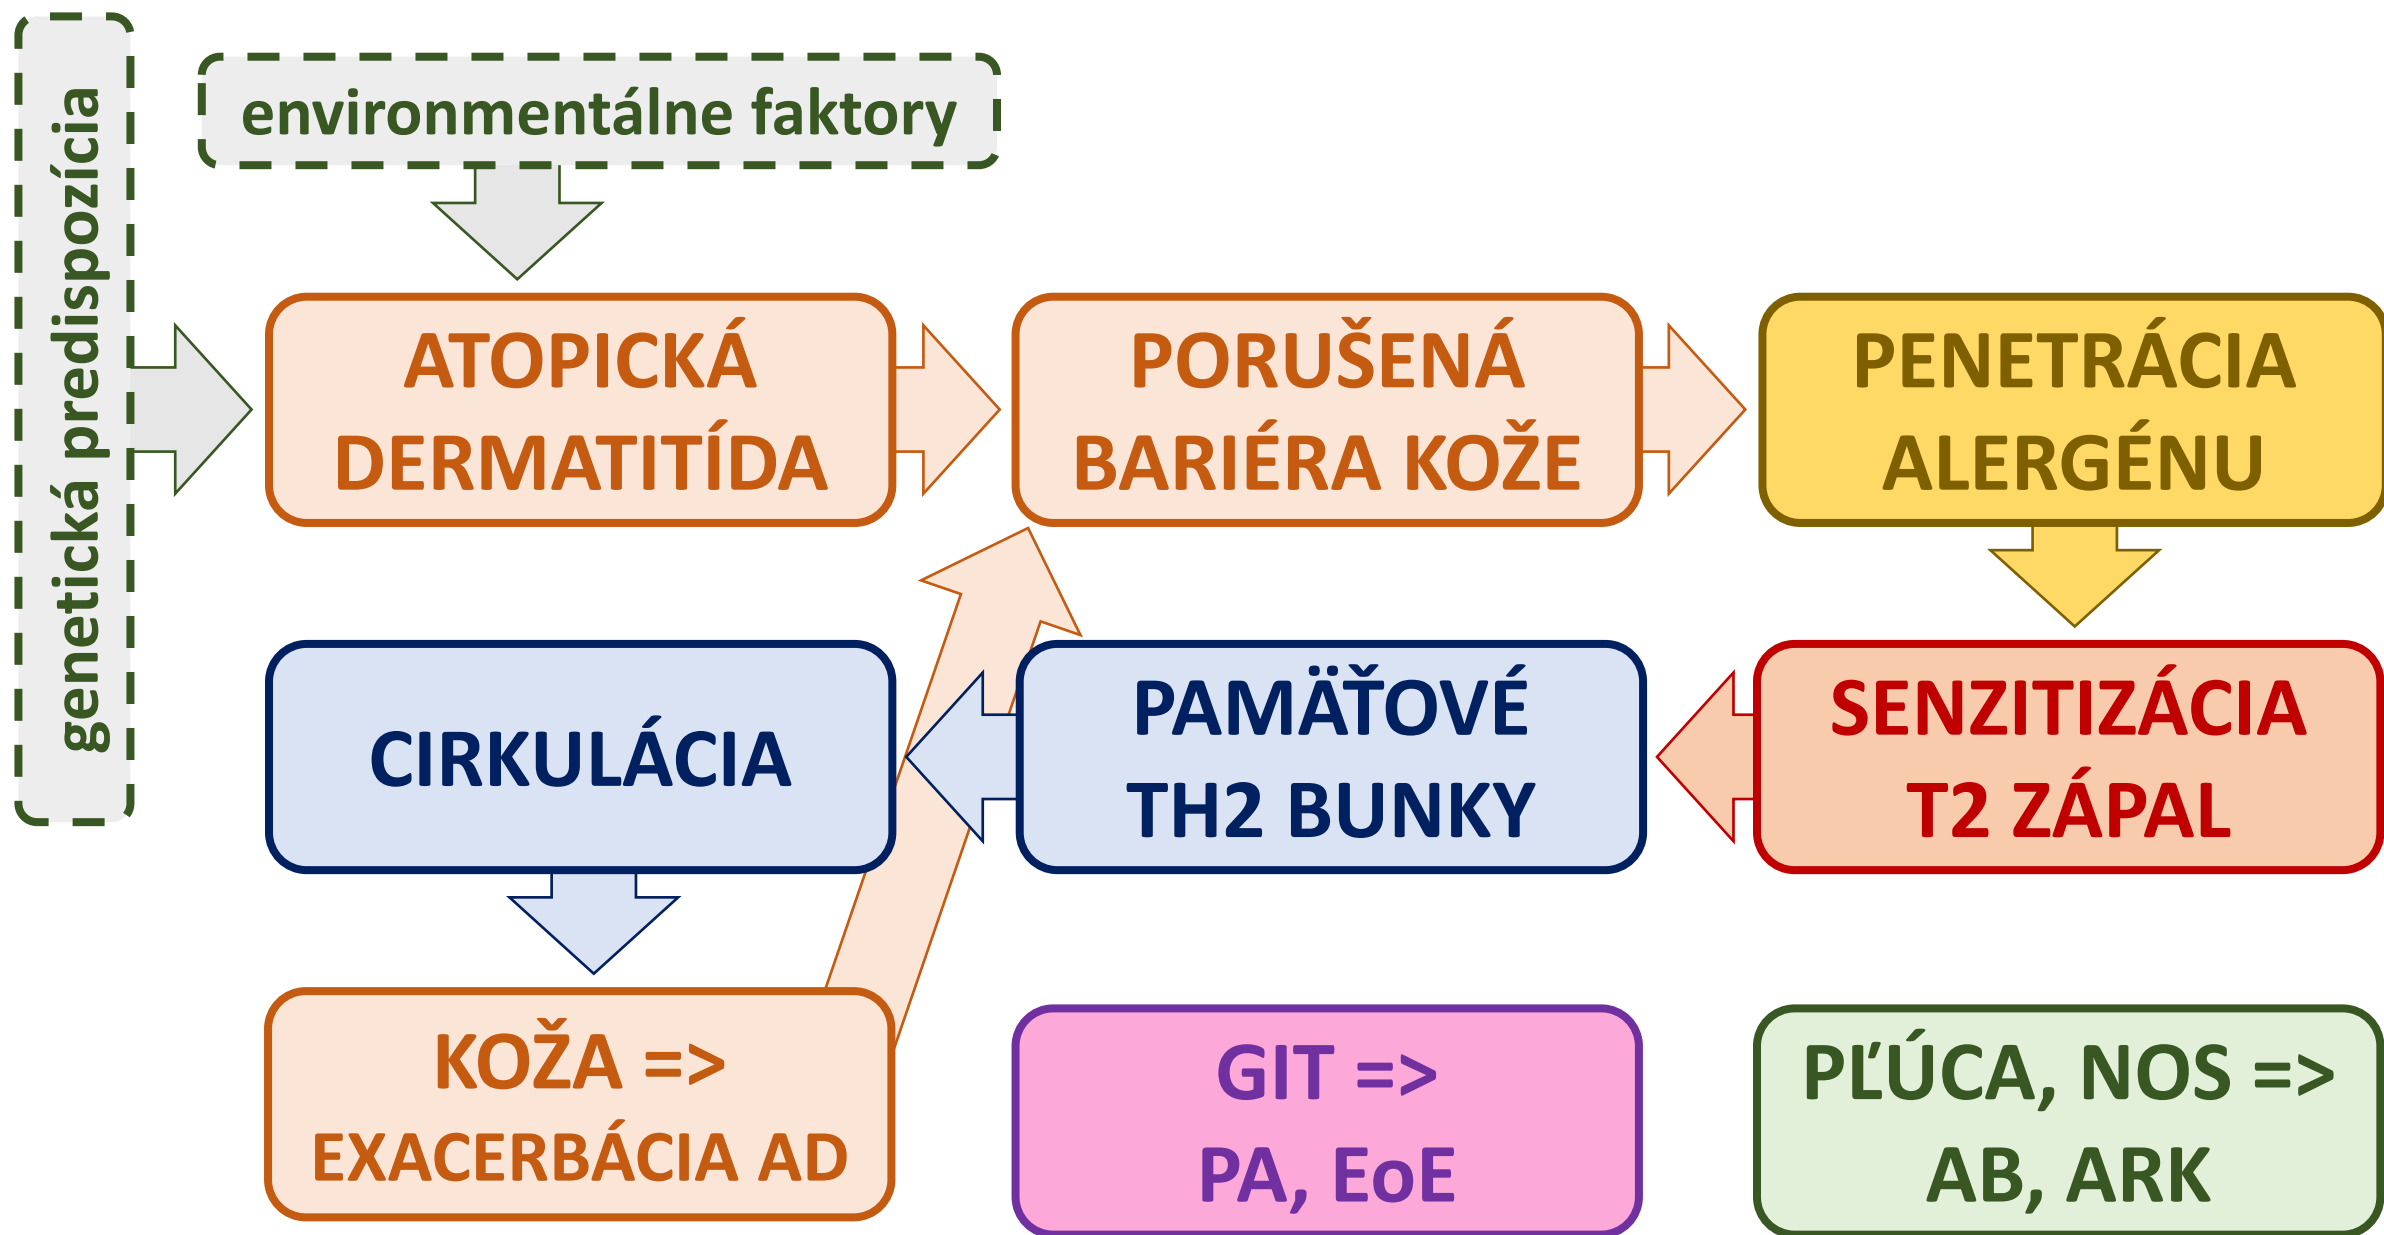 genetická predispozícia
environmentálne faktory
ATOPICKÁ
DERMATITÍDA
PORUŠENÁ
BARIÉRA KOŽE
PENETRÁCIA
ALERGÉNU
CIRKULÁCIA
PAMÄŤOVÉ
TH2 BUNKY
SENZITIZÁCIA
T2 ZÁPAL
KOŽA =>
EXACERBÁCIA AD
GIT =>
PA, EoE
PĽÚCA, NOS =>
AB, ARK